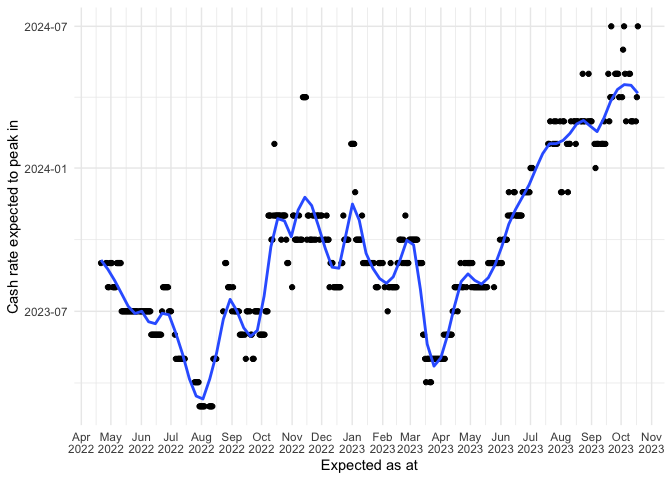 Cash rate expected to peak in
2024-07
2024-01
2023-07
Apr May Jun Jul Aug Sep Oct Nov Dec Jan Feb Mar Apr May Jun Jul Aug Sep Oct Nov
2022 2022 2022 2022 2022 2022 2022 2022 2022 2023 2023 2023 2023 2023 2023 2023 2023 2023 2023 2023
Expected as at